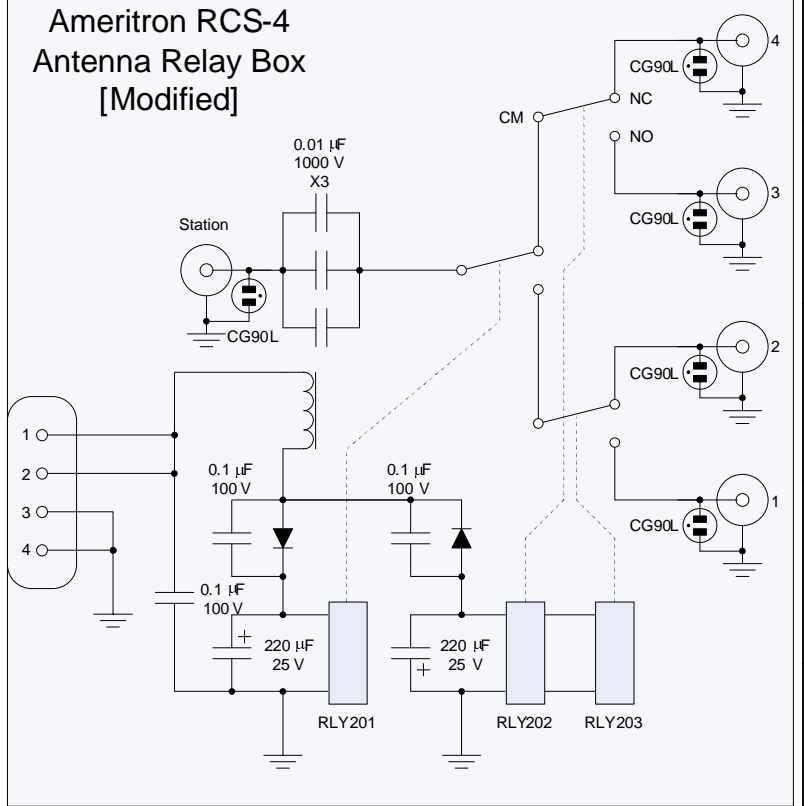 Ameritron RCS-4
Antenna Relay Box
[Modified]
4
CG90L
NC
CM
NO
0.01 µF
1000 V
X3
3
CG90L
Station
CG90L
2
CG90L
1
2
3
4
0.1 µF
100 V
0.1 µF
100 V
1
CG90L
0.1 µF
100 V
+
220 µF
25 V
+
220 µF
25 V
RLY201
RLY202
RLY203